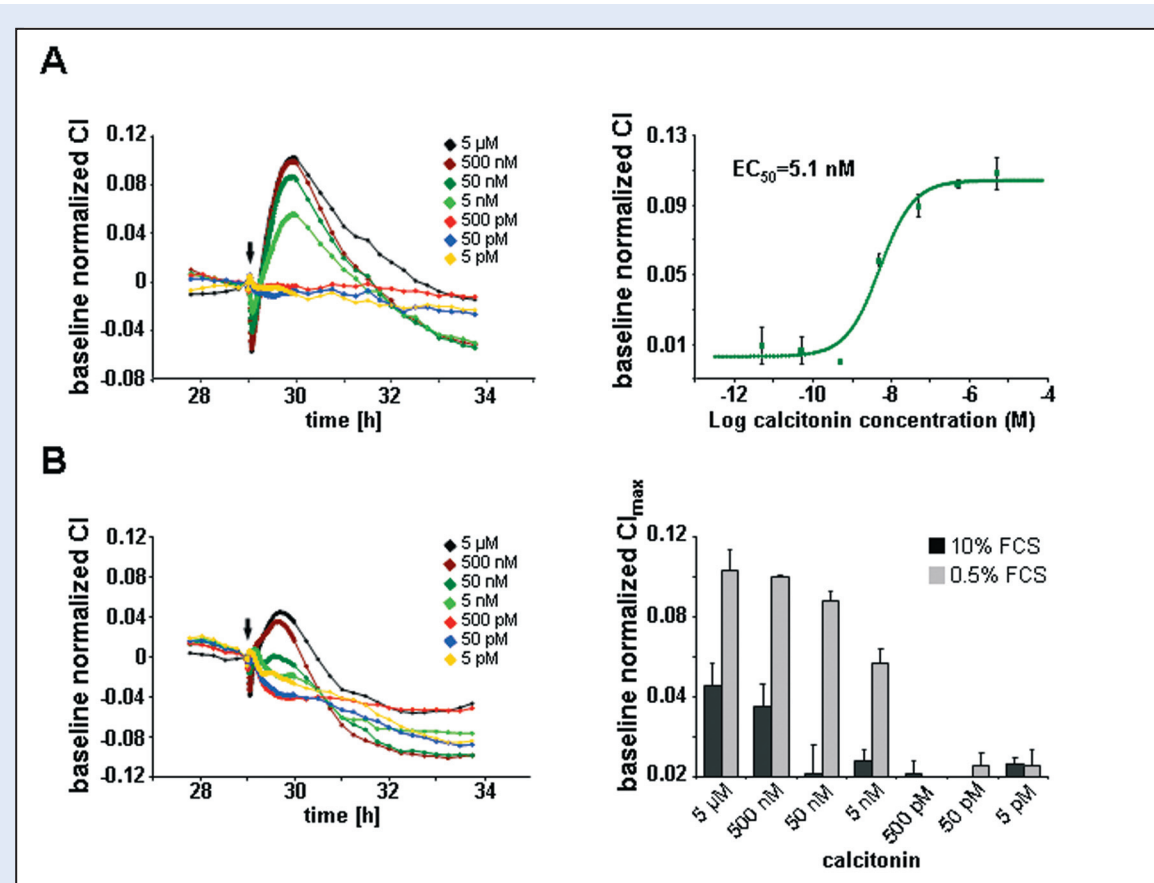 A
baseline normalized CI
0.12
0.08
0.04
0
-0.04
-0.08
28
30
32
34
time [h]
5 µM
500 nM
50 nM
5 nM
500 pM
50 pM
5 pM
baseline normalized CI
0.13
0.09
0.05
0.01
EC50=5.1 nM
-12
-10
-8
-6
-4
Log calcitonin concentration (M)
B
baseline normalized CI
0.12
0.08
0.04
0
-0.04
-0.08
-0.12
28
30
32
34
time [h]
5 µM
500 nM
50 nM
5 nM
500 pM
50 pM
5 pM
baseline normalized CImax
0.12
0.08
0.04
0.02
10% FCS
0.5% FCS
5 µM
500 nM
50 nM
5 nM
500 pM
50 pM
5 pM
calcitonin